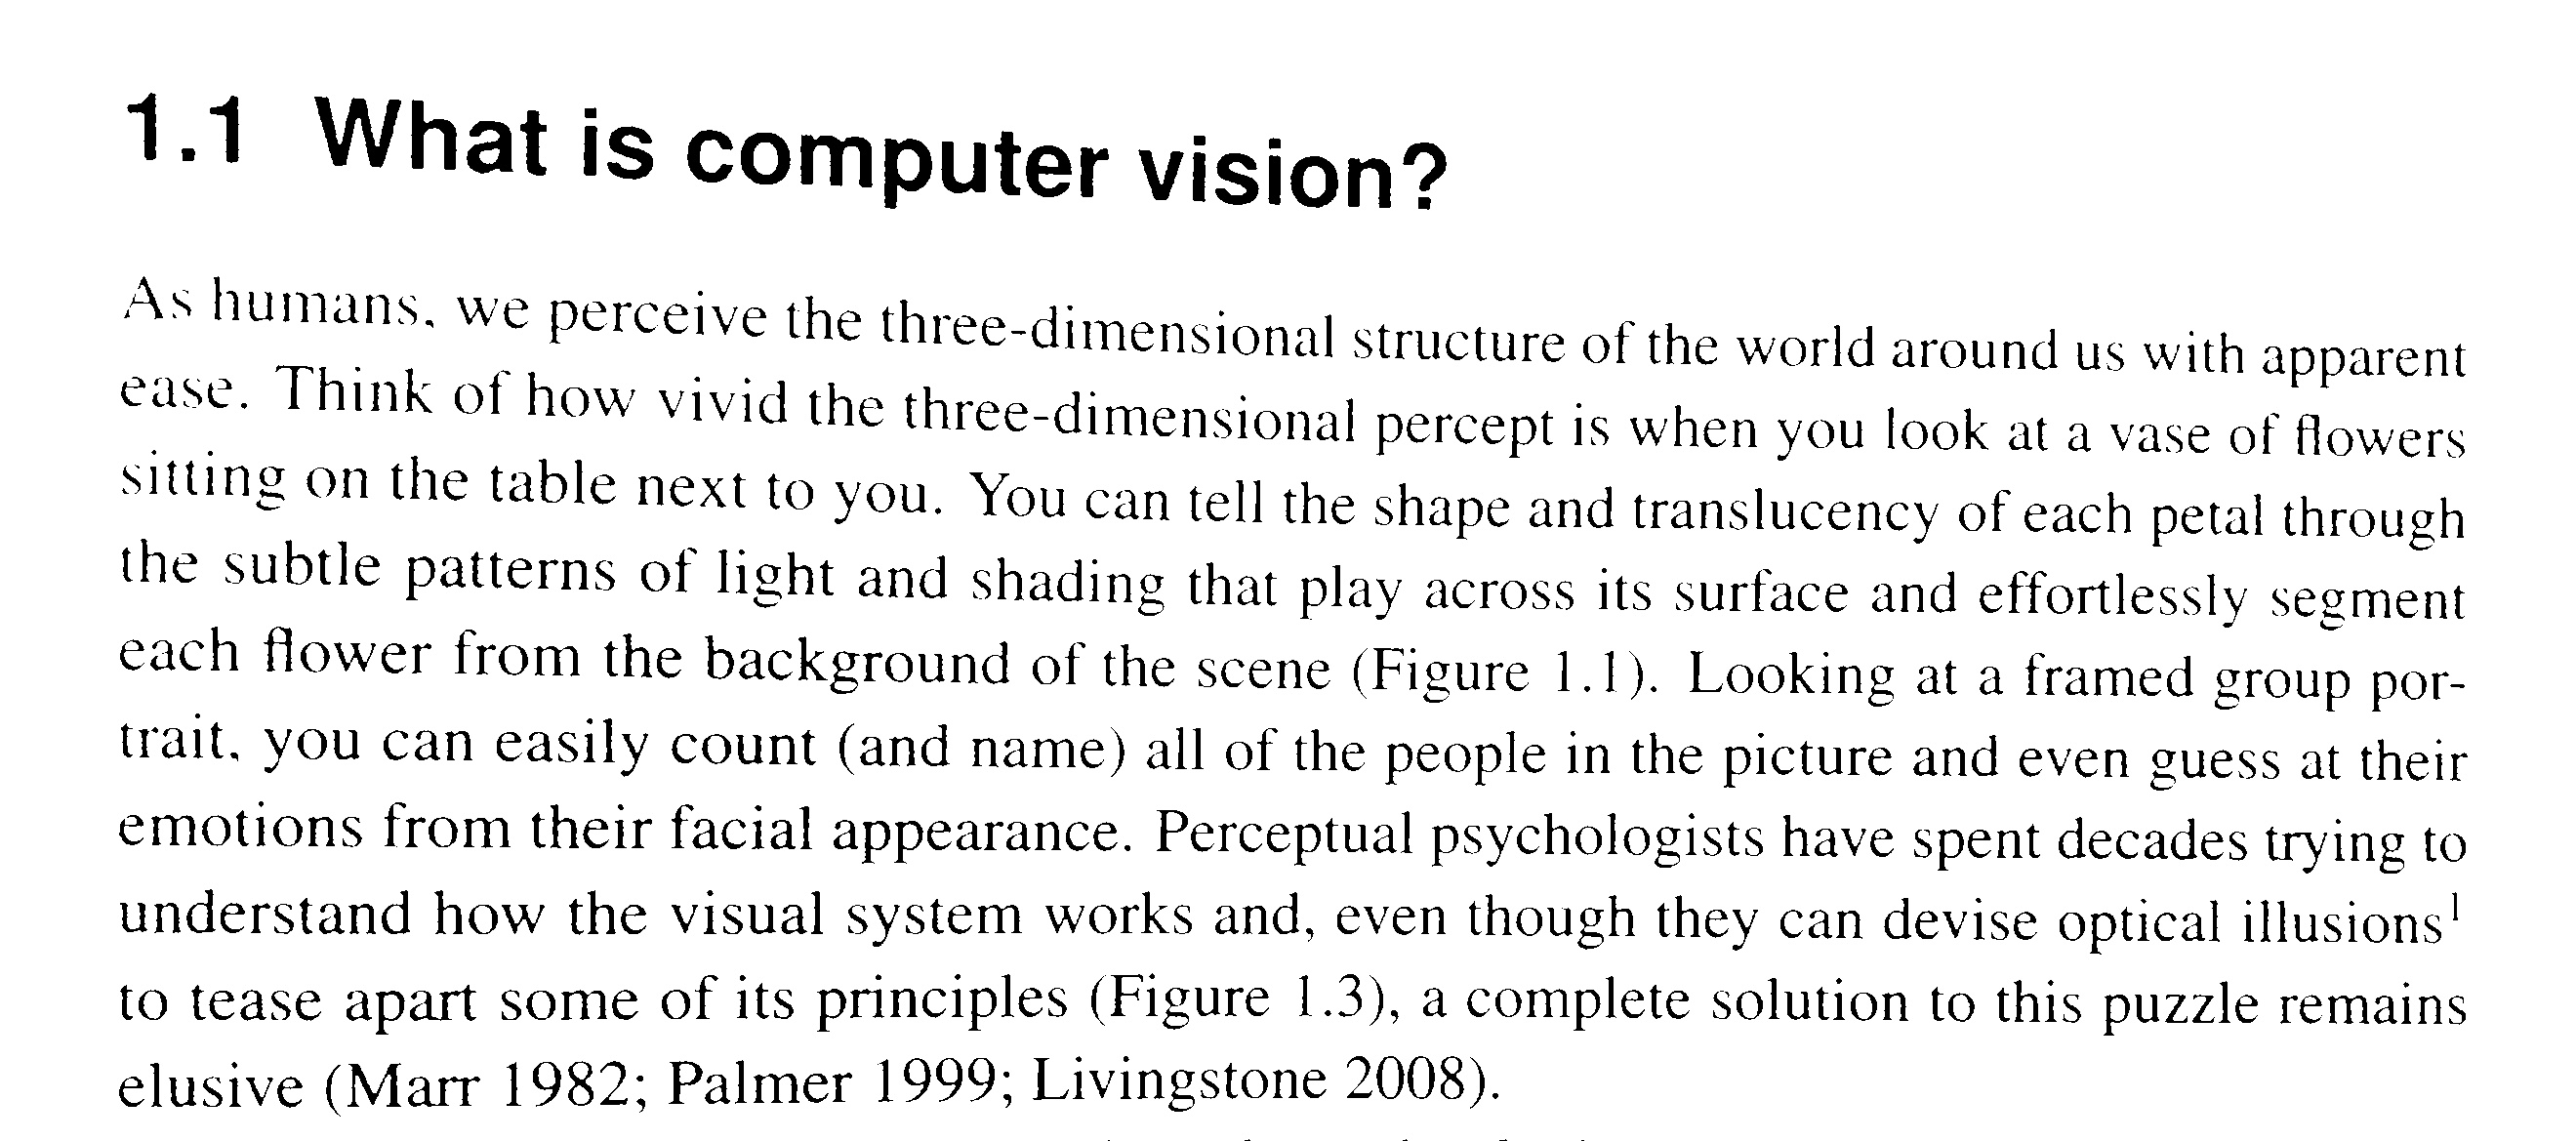 1.1 What is computer vision?
As humans, we perceive the three-dimensional structure of the world around us with apparent
ease. Think of how vivid the three-dimensional percept is when you look at a vase of flowers
sitting on the table next to you. You can tell the shape and translucency of each petal through
the subtle patterns of light and shading that play across its surface and effortlessly segment
each flower from the background of the scene (Figure 1.1). Looking at a framed group por-
trait, you can easily count (and name) all of the people in the picture and even guess at their
emotions from their facial appearance. Perceptual psychologists have spent decades trying to
understand how the visual system works and, even though they can devise optical illusions¹
to tease apart some of its principles (Figure 1.3), a complete solution to this puzzle remains
elusive (Marr 1982; Palmer 1999; Livingstone 2008).